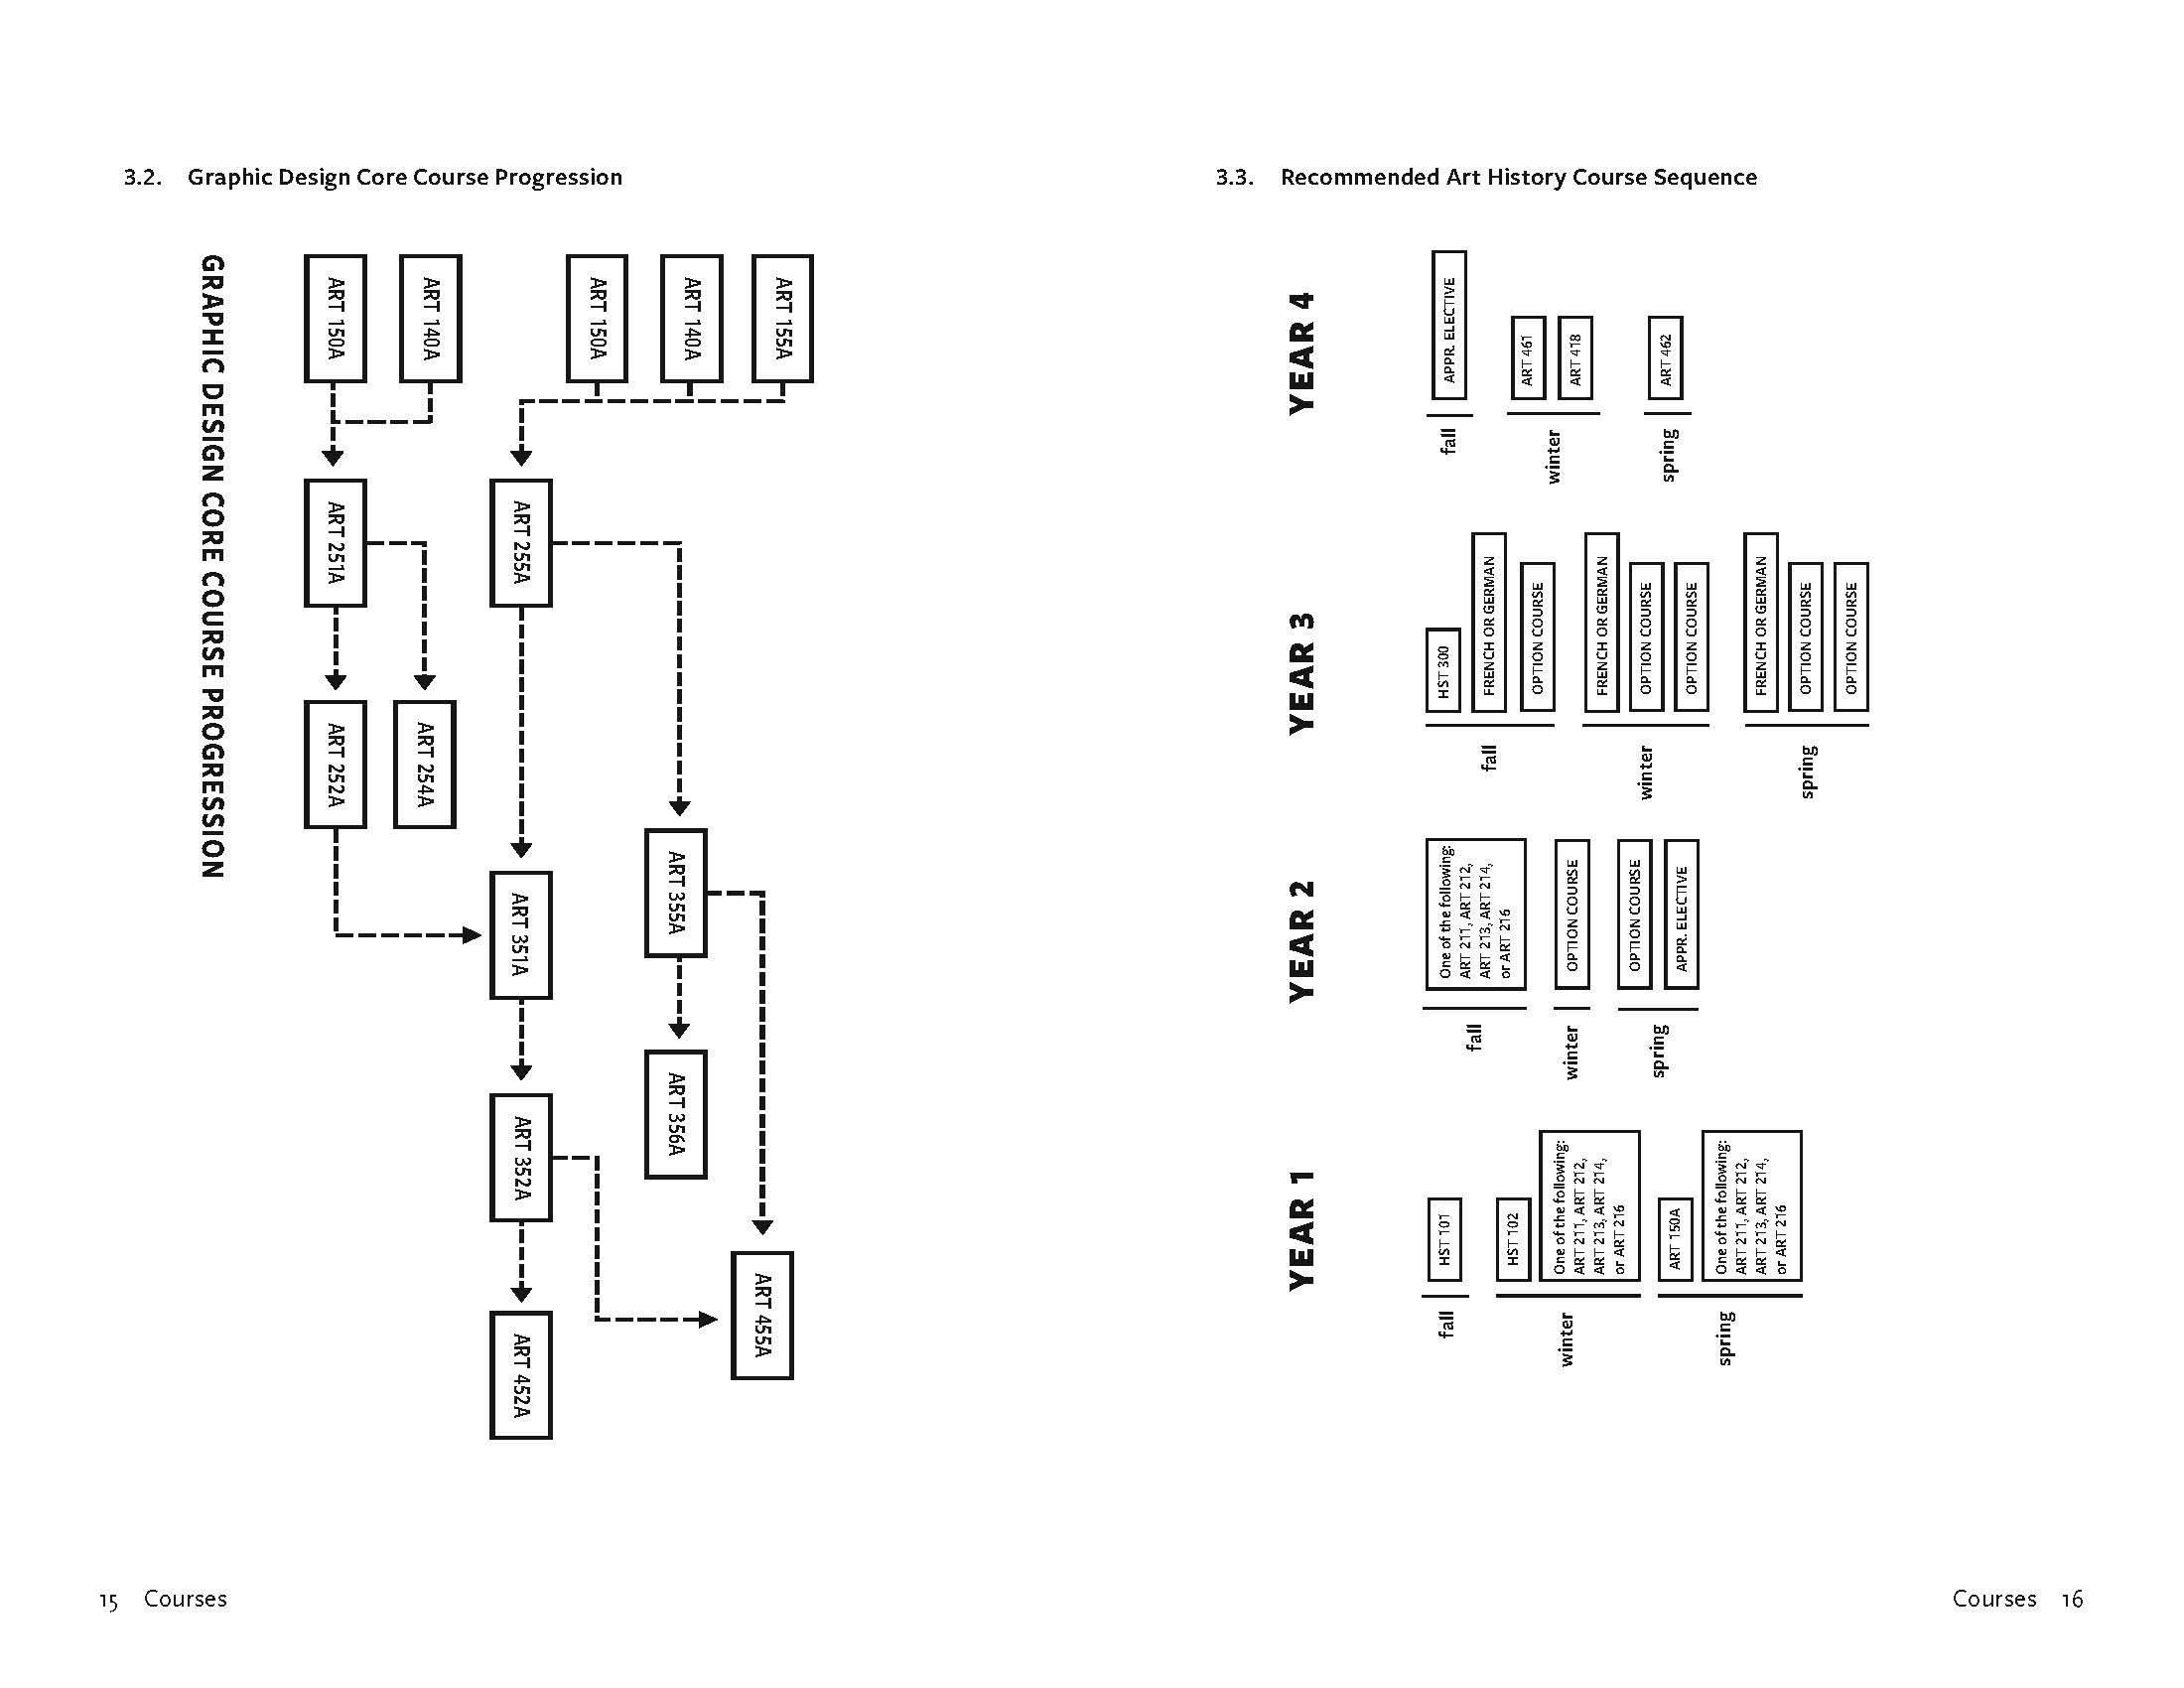 3.2. Graphic Design Core Course Progression
GRAPHIC DESIGN CORE COURSE PROGRESSION
ART 150A
ART 140A
ART 150A
ART 140A
ART 155A
ART 251A
ART 255A
ART 252A
ART 254A
ART 351A
ART 355A
ART 352A
ART 356A
ART 452A
ART 455A
15 Courses
3.3. Recommended Art History Course Sequence
YEAR 4
APPR. ELECTIVE
fall
ART 461
ART 418
winter
ART 462
spring
YEAR 3
HST 300
FRENCH OR GERMAN
OPTION COURSE
fall
FRENCH OR GERMAN
OPTION COURSE
OPTION COURSE
winter
FRENCH OR GERMAN
OPTION COURSE
OPTION COURSE
spring
YEAR 2
One of the following:
ART 211, ART 212,
ART 213, ART 214,
or ART 216
fall
OPTION COURSE
winter
OPTION COURSE
APPR. ELECTIVE
spring
YEAR 1
HST 101
fall
HST 102
One of the following:
ART 211, ART 212,
ART 213, ART 214,
or ART 216
winter
ART 150A
One of the following:
ART 211, ART 212,
ART 213, ART 214,
or ART 216
spring
Courses 16